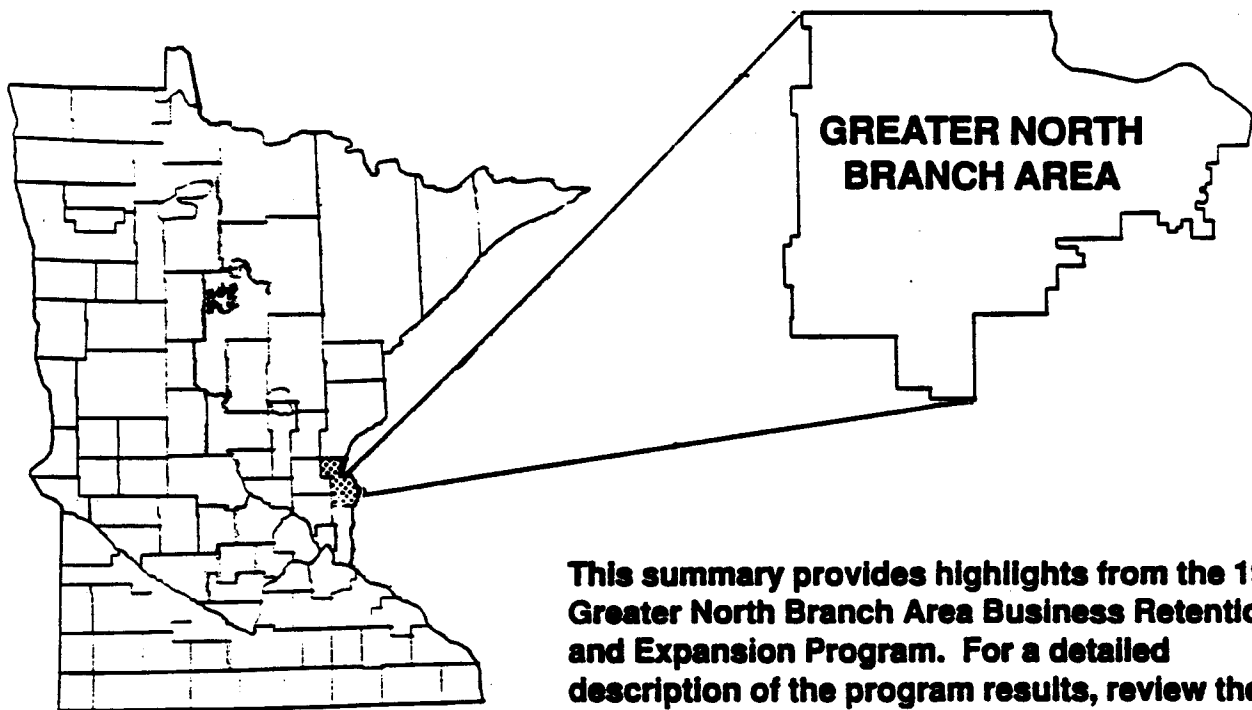 GREATER NORTH
BRANCH AREA
This summary provides highlights from the
Greater North Branch Area Business
and Expansion Program. For a detailed
description of the program results, review the